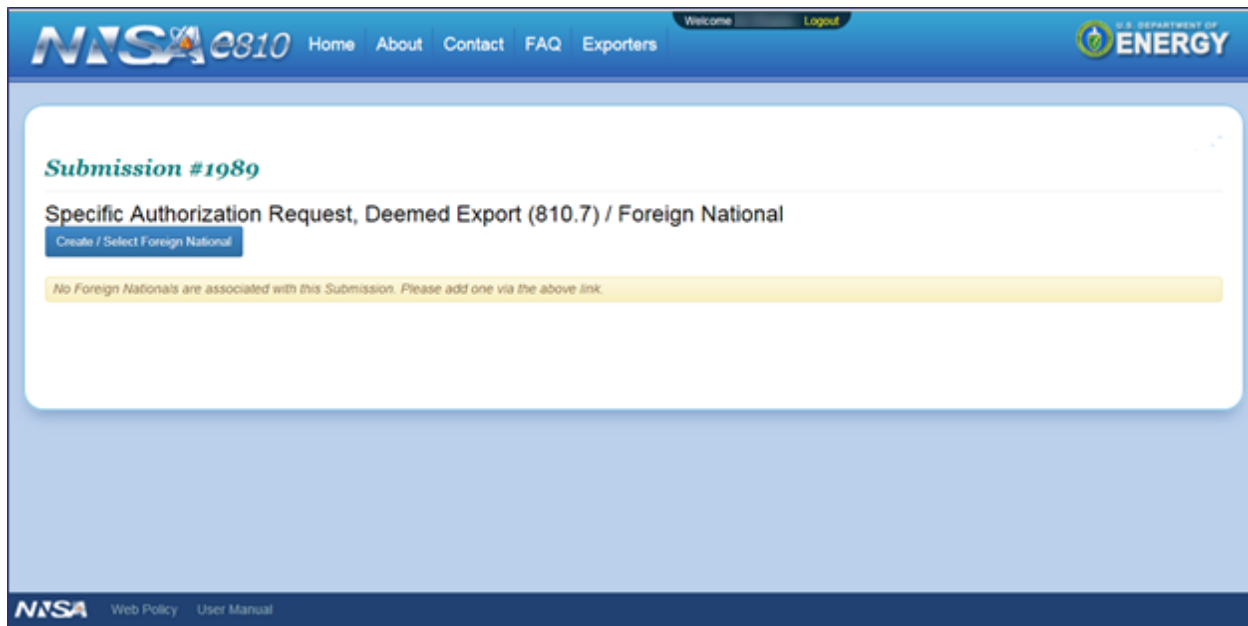 Welcome Logout
NNSA e810 Home About Contact FAQ Exporters
U.S. DEPARTMENT OF
ENERGY
Submission #1989
Specific Authorization Request, Deemed Export (810.7) / Foreign National
Create / Select Foreign National
No Foreign Nationals are associated with this Submission. Please add one via the above link.
NNSA Web Policy User Manual